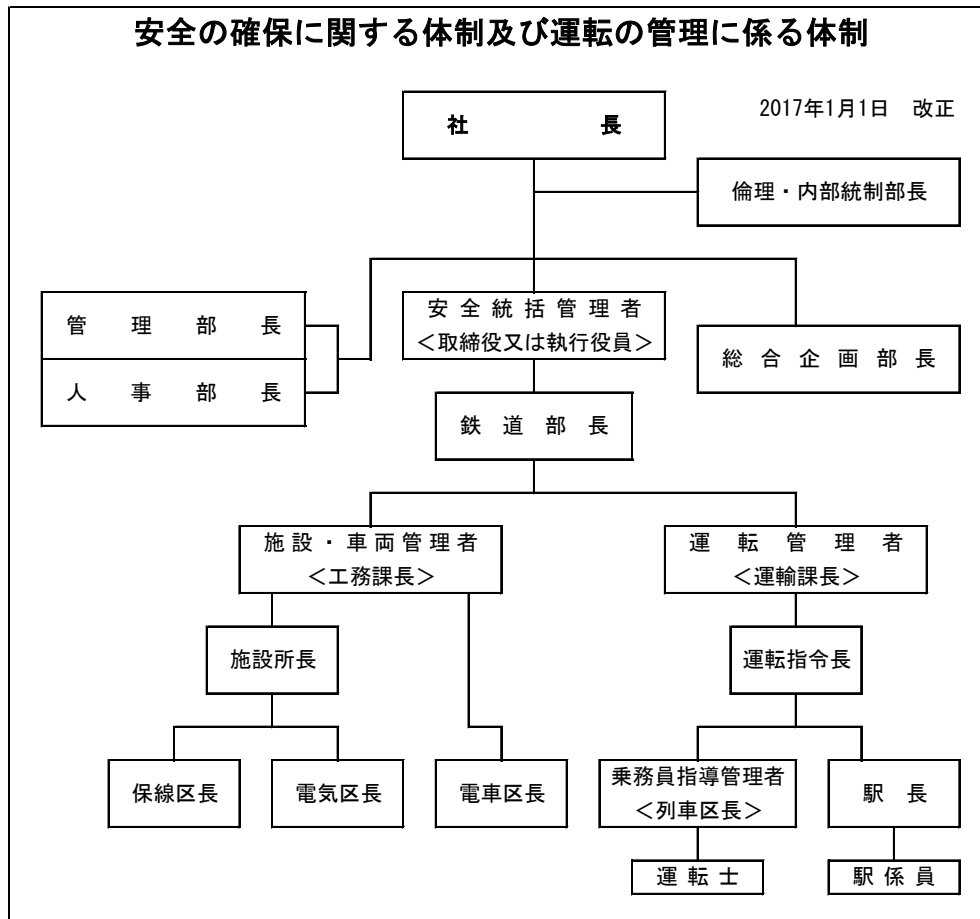 安全の確保に関する体制及び運転の管理に係る体制
2017年1月1日 改正
社長
倫理・内部統制部長
管理部長
人事部長
安全統括管理者
＜取締役又は執行役員＞
総合企画部長
鉄道部長
施設・車両管理者
＜工務課長＞
運転管理者
＜運輸課長＞
施設所長
運転指令長
保線区長
電気区長
電車区長
乗務員指導管理者
＜列車区長＞
駅長
運転士
駅係員